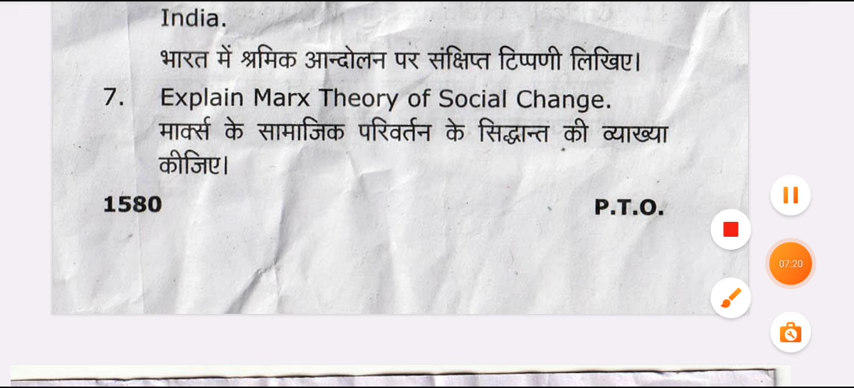 India.
भारत में श्रमिक आन्दोलन पर संक्षिप्त टिप्पणी लिखिए।
7. Explain Marx Theory of Social Change.
मार्क्स के सामाजिक परिवर्तन के सिद्धान्त की व्याख्या
कीजिए।
1580 P.T.O.
07:20